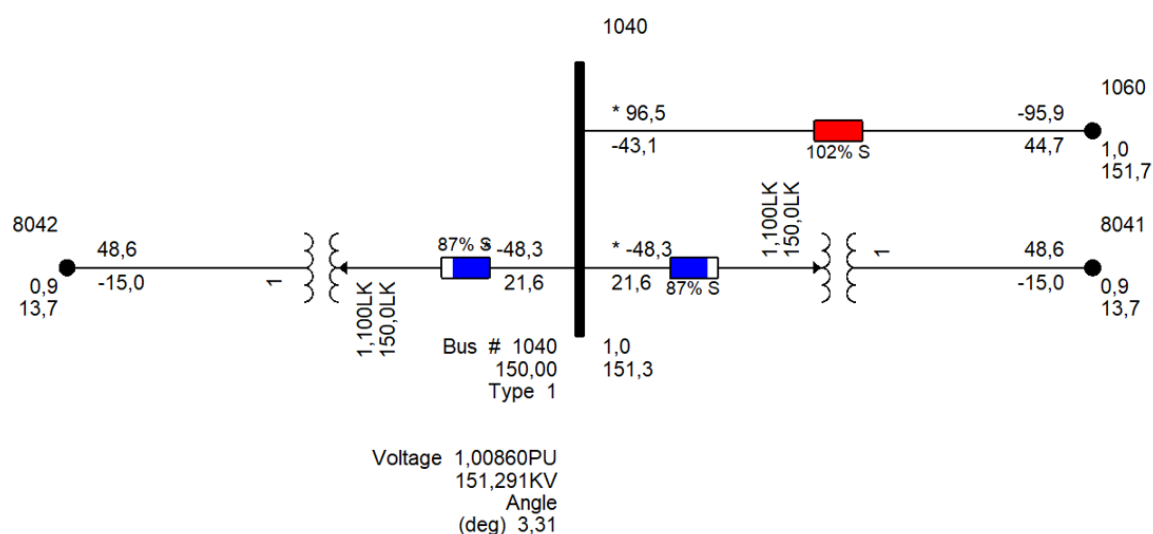 1040
1060
* 96,5
-95,9
-43,1
102% S
44,7
1,0
151,7
8042
8041
48,6
87% S
* -48,3
* -48,3
1,100LK
150,0LK
1
48,6
-15,0
1
21,6
21,6
87% S
-15,0
0,9
13,7
1,100LK
150,0LK
0,9
13,7
Bus # 1040
150,00
Type 1
1,0
151,3
Voltage 1,00860PU
151,291KV
Angle
(deg) 3,31